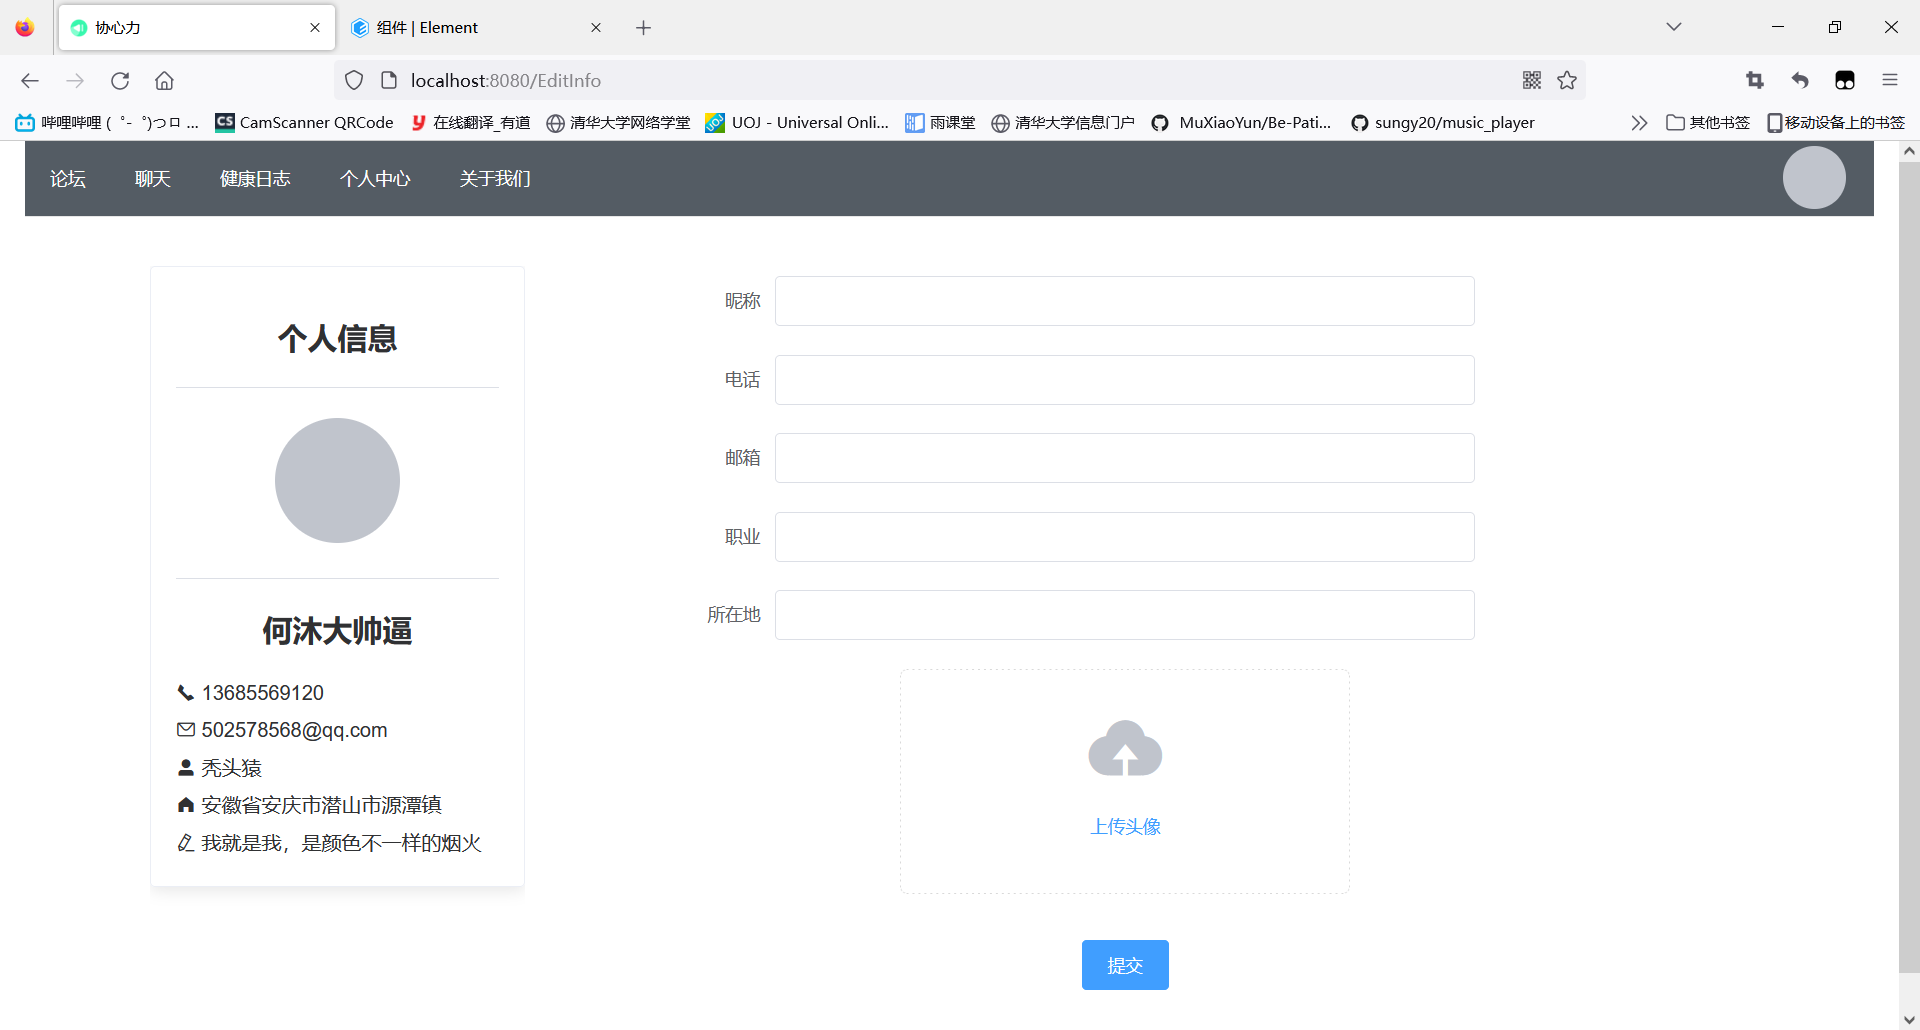 协心力
组件 | Element
localhost:8080/EditInfo
哔哩哔哩 ( ゜- ゜)つロ ...
CamScanner QRCode
在线翻译_有道
清华大学网络学堂
UOJ - Universal Onli...
雨课堂
清华大学信息门户
MuXiaoYun/Be-Pati...
sungy20/music_player
其他书签
移动设备上的书签
论坛
聊天
健康日志
个人中心
关于我们
个人信息
何沐大帅逼
13685569120
502578568@qq.com
秃头猿
安徽省安庆市潜山市源潭镇
我就是我，是颜色不一样的烟火
昵称
电话
邮箱
职业
所在地
上传头像
提交